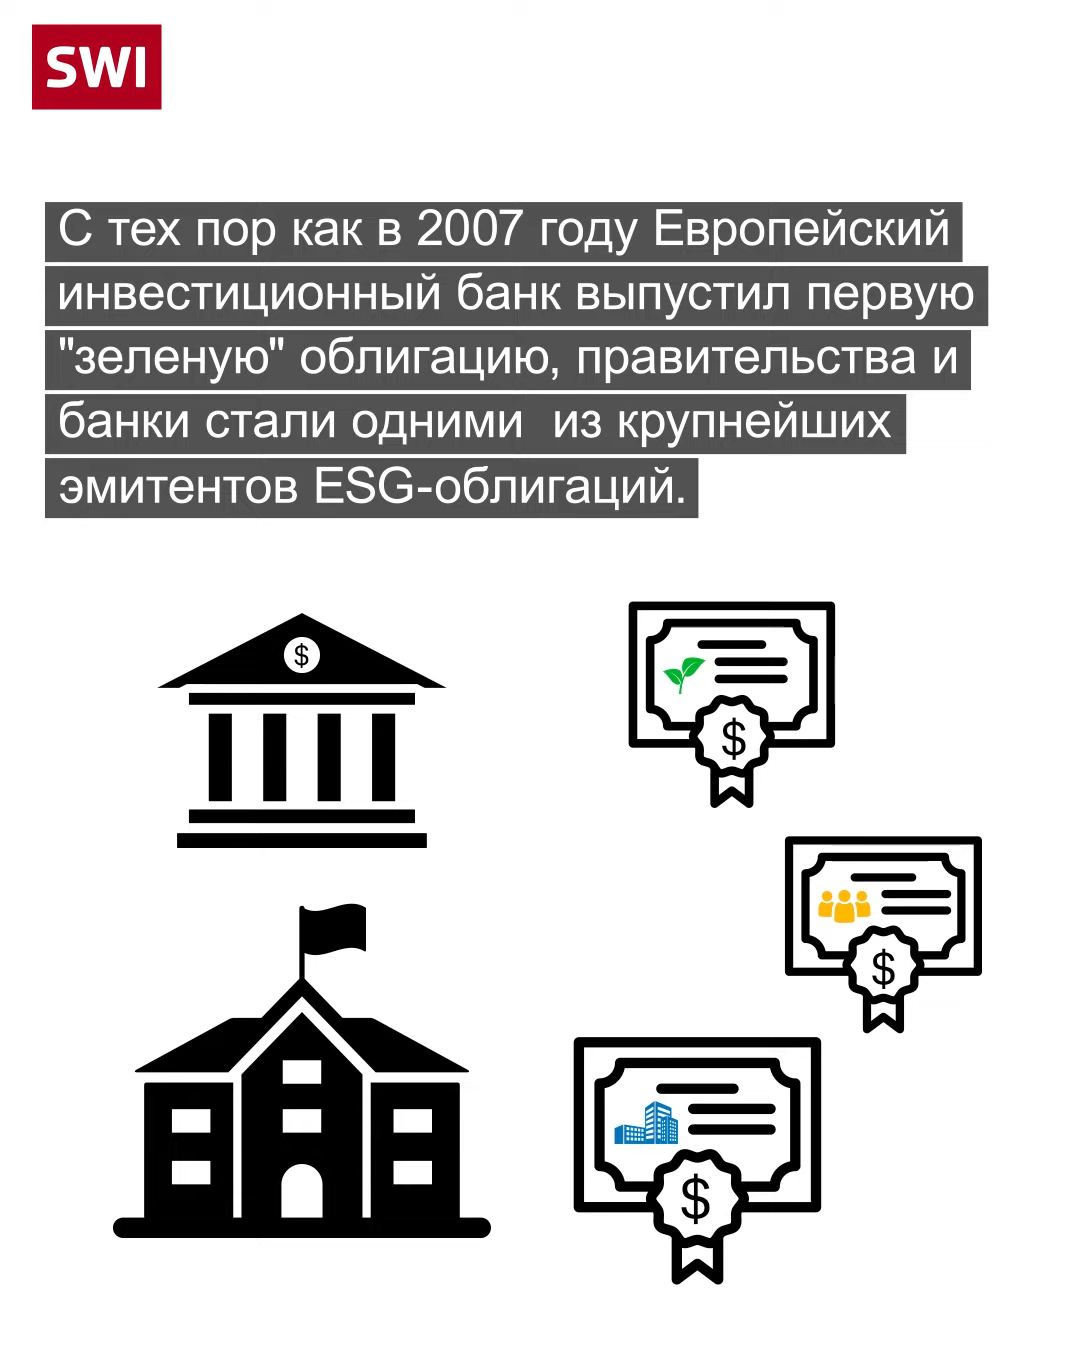 SWI
С тех пор как в 2007 году Европейский
инвестиционный банк выпустил первую
"зеленую" облигацию, правительства и
банки стали одними  из крупнейших
эмитентов ESG-облигаций.
$
$
$
$